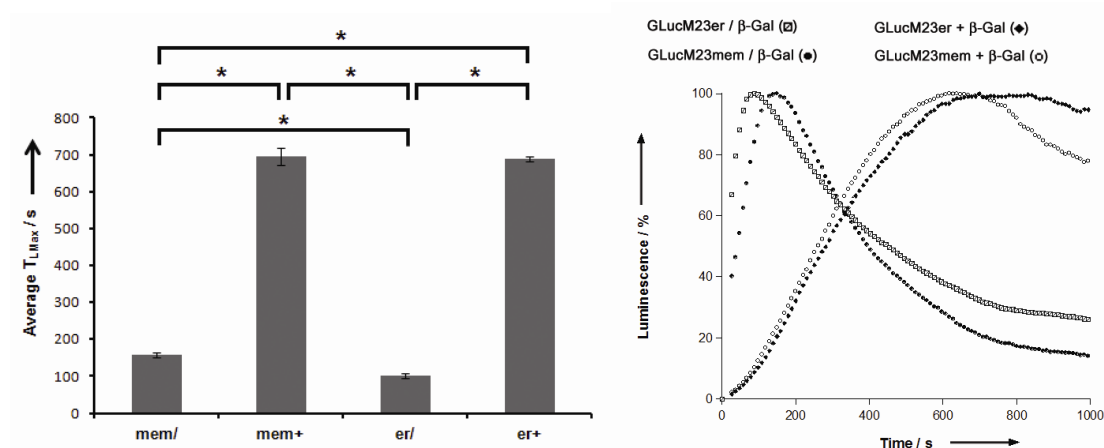 *
* * *
*
800
700
600
500
400
300
200
100
0
Average T_LMax / s
mem/ mem+ er/ er+
GLucM23er / β-Gal (⍁) GLucM23er + β-Gal (◆)
GLucM23mem / β-Gal (●) GLucM23mem + β-Gal (○)
100
80
60
40
20
0
Luminescence / %
0 200 400 600 800 1000
Time / s